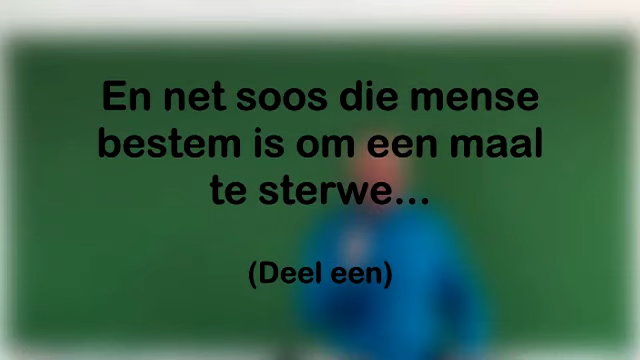 En net soos die mense
bestem is om een maal
te sterwe...
(Deel een)